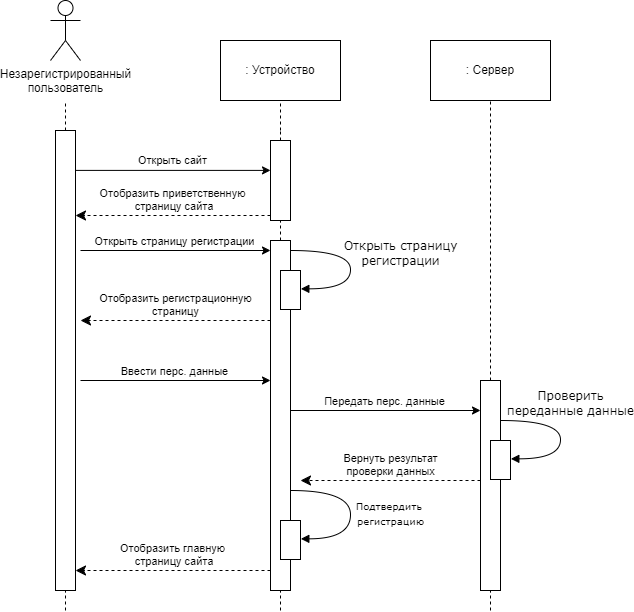 Незарегистрированный
пользователь
: Устройство
: Сервер
Открыть сайт
Отобразить приветственную
страницу сайта
Открыть страницу регистрации
Открыть страницу
регистрации
Отобразить регистрационную
страницу
Ввести перс. данные
Передать перс. данные
Проверить
переданные данные
Вернуть результат
проверки данных
Подтвердить
регистрацию
Отобразить главную
страницу сайта